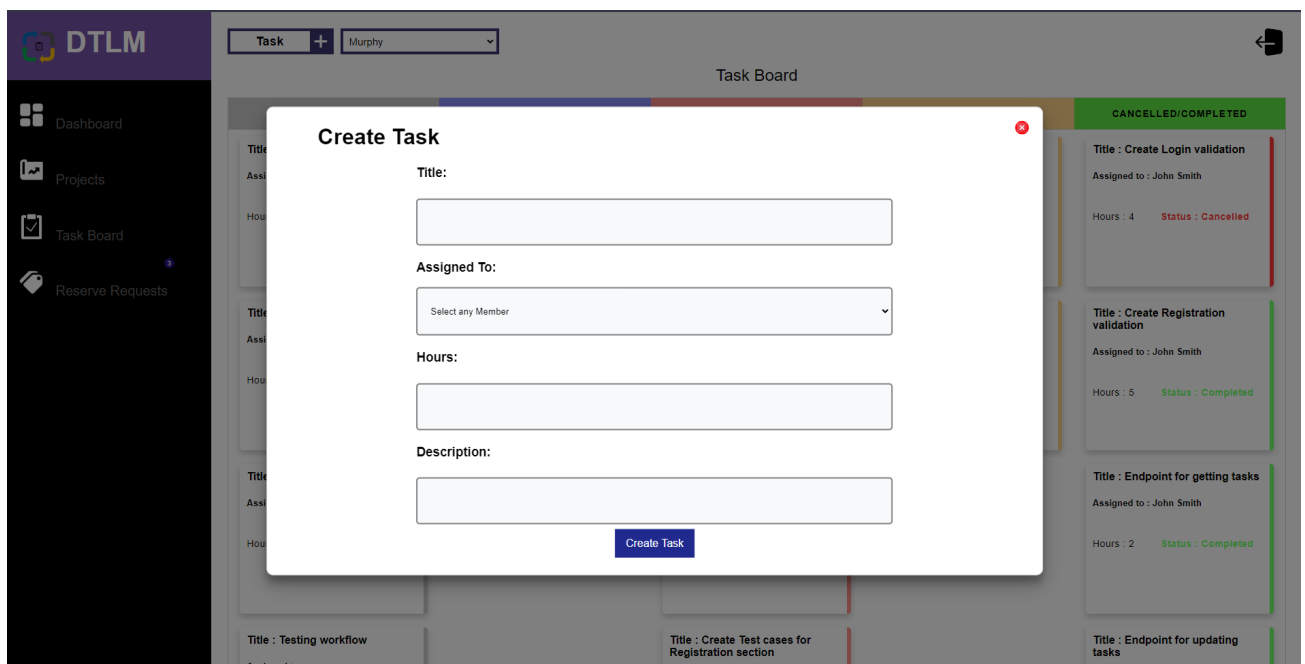 DTLM
Task +
Murphy
Task Board
Dashboard
Projects
Task Board
3
Reserve Requests
CANCELLED/COMPLETED
Create Task
Title:
Assigned To:
Select any Member
Hours:
Description:
Create Task
Title
Title
Title
Title : Testing workflow
Title : Create Test cases for
Registration section
Title : Create Login validation
Assigned to : John Smith
Hours : 4 Status : Cancelled
Title : Create Registration
validation
Assigned to : John Smith
Hours : 5 Status : Completed
Title : Endpoint for getting tasks
Assigned to : John Smith
Hours : 2 Status : Completed
Title : Endpoint for updating
tasks